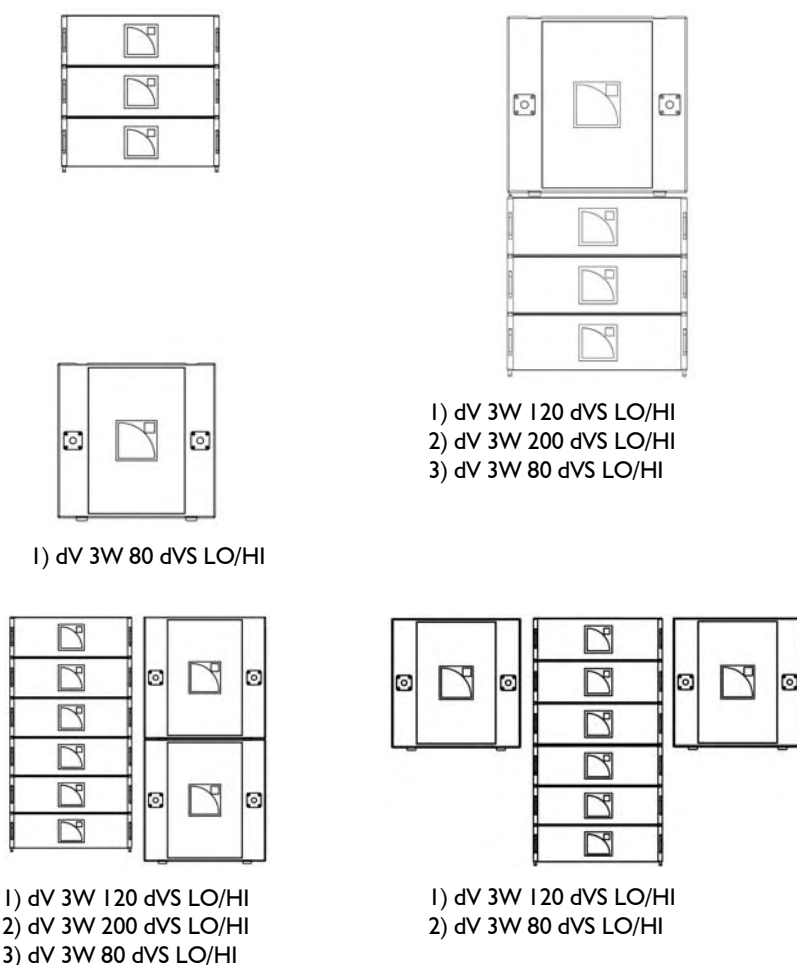 1) dV 3W 120 dVS LO/HI
2) dV 3W 200 dVS LO/HI
3) dV 3W 80 dVS LO/HI
1) dV 3W 80 dVS LO/HI
1) dV 3W 120 dVS LO/HI
2) dV 3W 200 dVS LO/HI
3) dV 3W 80 dVS LO/HI
1) dV 3W 120 dVS LO/HI
2) dV 3W 80 dVS LO/HI